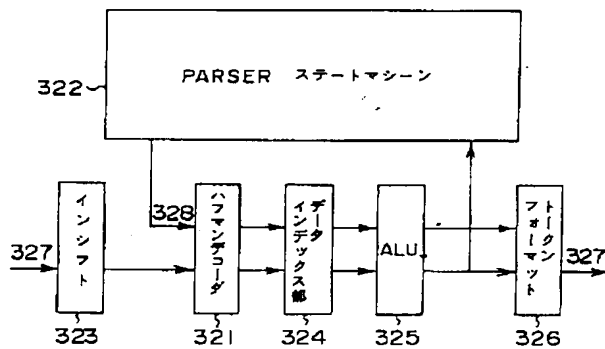 PARSER ステートマシーン
322
328
327
インシフト
ハフマンデコーダ
データ
インデックス部
ALU
トークン
フォーマット
327
323
321
324
325
326